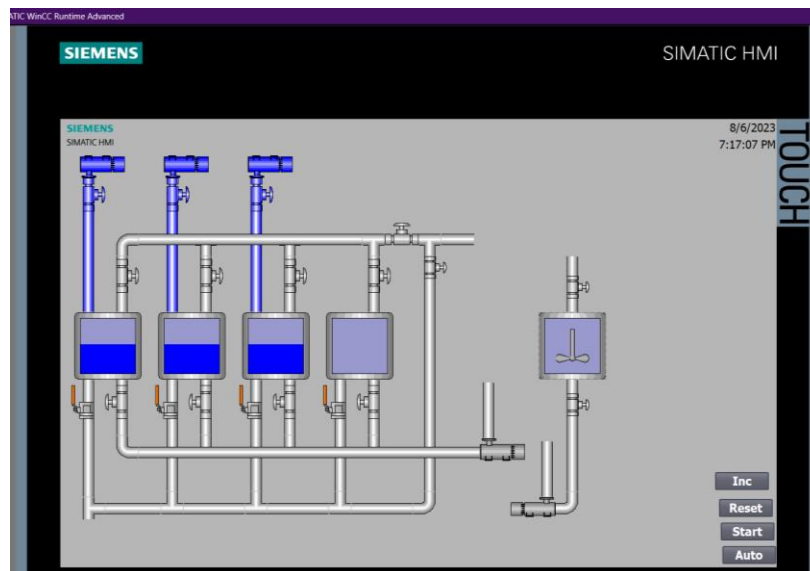 ATIC WinCC Runtime Advanced
SIEMENS
SIMATIC HMI
SIEMENS
SIMATIC HMI
8/6/2023
7:17:07 PM
TOUCH
Inc
Reset
Start
Auto